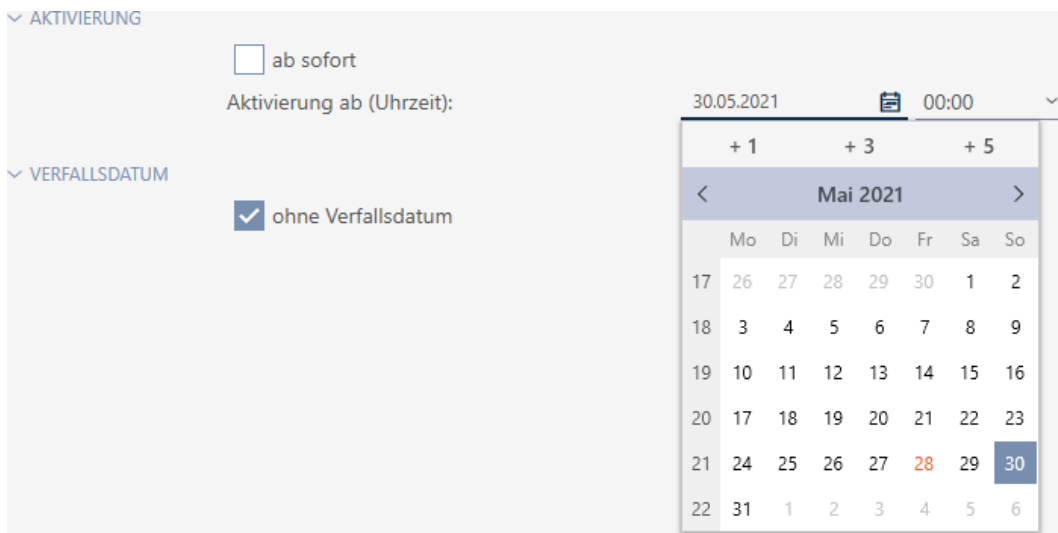 AKTIVIERUNG
ab sofort
Aktivierung ab (Uhrzeit): 30.05.2021 00:00
+ 1 + 3 + 5
VERFALLSDATUM
Mai 2021
ohne Verfallsdatum
Mo Di Mi Do Fr Sa So
17 26 27 28 29 30 1 2
18 3 4 5 6 7 8 9
19 10 11 12 13 14 15 16
20 17 18 19 20 21 22 23
21 24 25 26 27 28 29 30
22 31 1 2 3 4 5 6